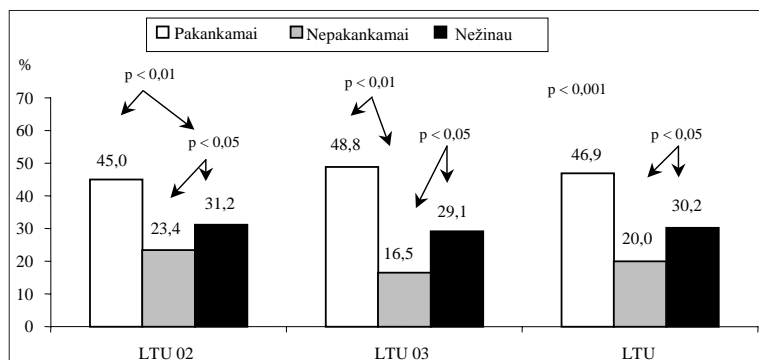 Pakankamai Nepakankamai Nežinau
%
p < 0,01 p < 0,01 p < 0,001
70
p < 0,05 p < 0,05 p < 0,05
60
50
45,0 48,8 46,9
40
31,2 29,1 30,2
30
23,4 16,5 20,0
20
10
0
LTU 02 LTU 03 LTU